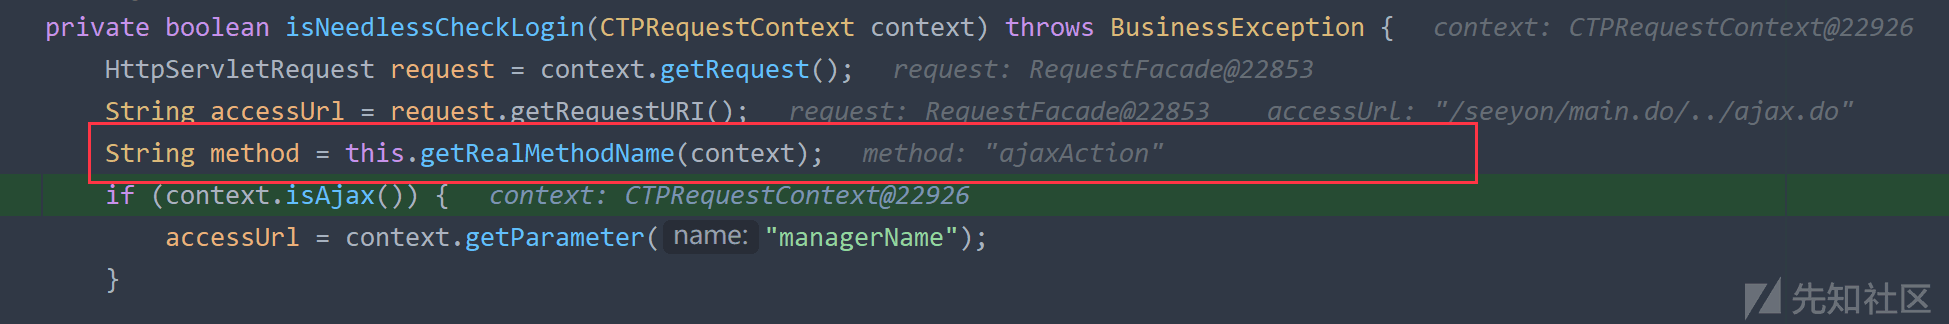 private boolean isNeedlessCheckLogin(CTPRequestContext context) throws BusinessException {   context: CTPRequestContext@22926
    HttpServletRequest request = context.getRequest();   request: RequestFacade@22853
    String accessUrl = request.getRequestURI();   request: RequestFacade@22853    accessUrl: "/seeyon/main.do/../ajax.do"
    String method = this.getRealMethodName(context);   method: "ajaxAction"
    if (context.isAjax()) {   context: CTPRequestContext@22926
        accessUrl = context.getParameter( name: "managerName");
    }
先知社区